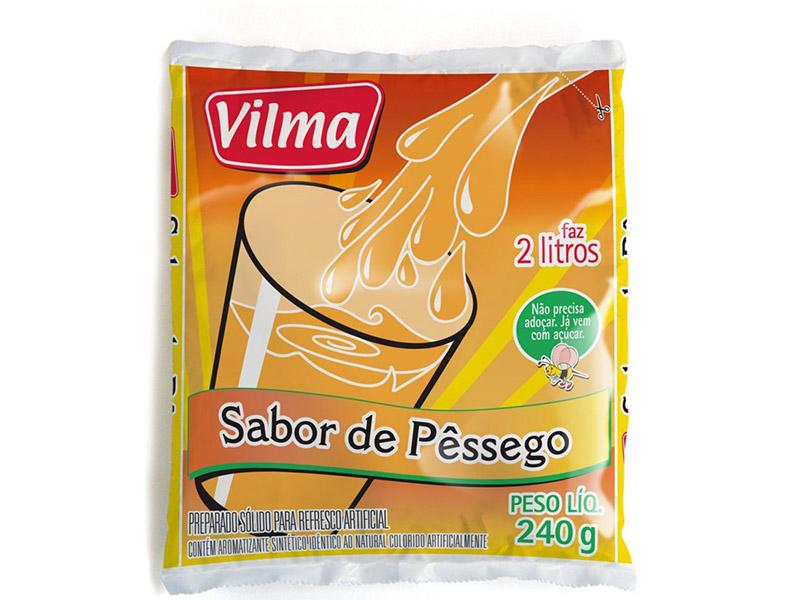 Vilma
faz
2 litros
Não precisa
adoçar. Já vem
com açúcar.
Sabor de Pêssego
PREPARADO SÓLIDO PARA REFRESCO ARTIFICIAL
CONTÉM AROMATIZANTE SINTÉTICO IDÊNTICO AO NATURAL COLORIDO ARTIFICIALMENTE
PESO LÍQ.
240 g